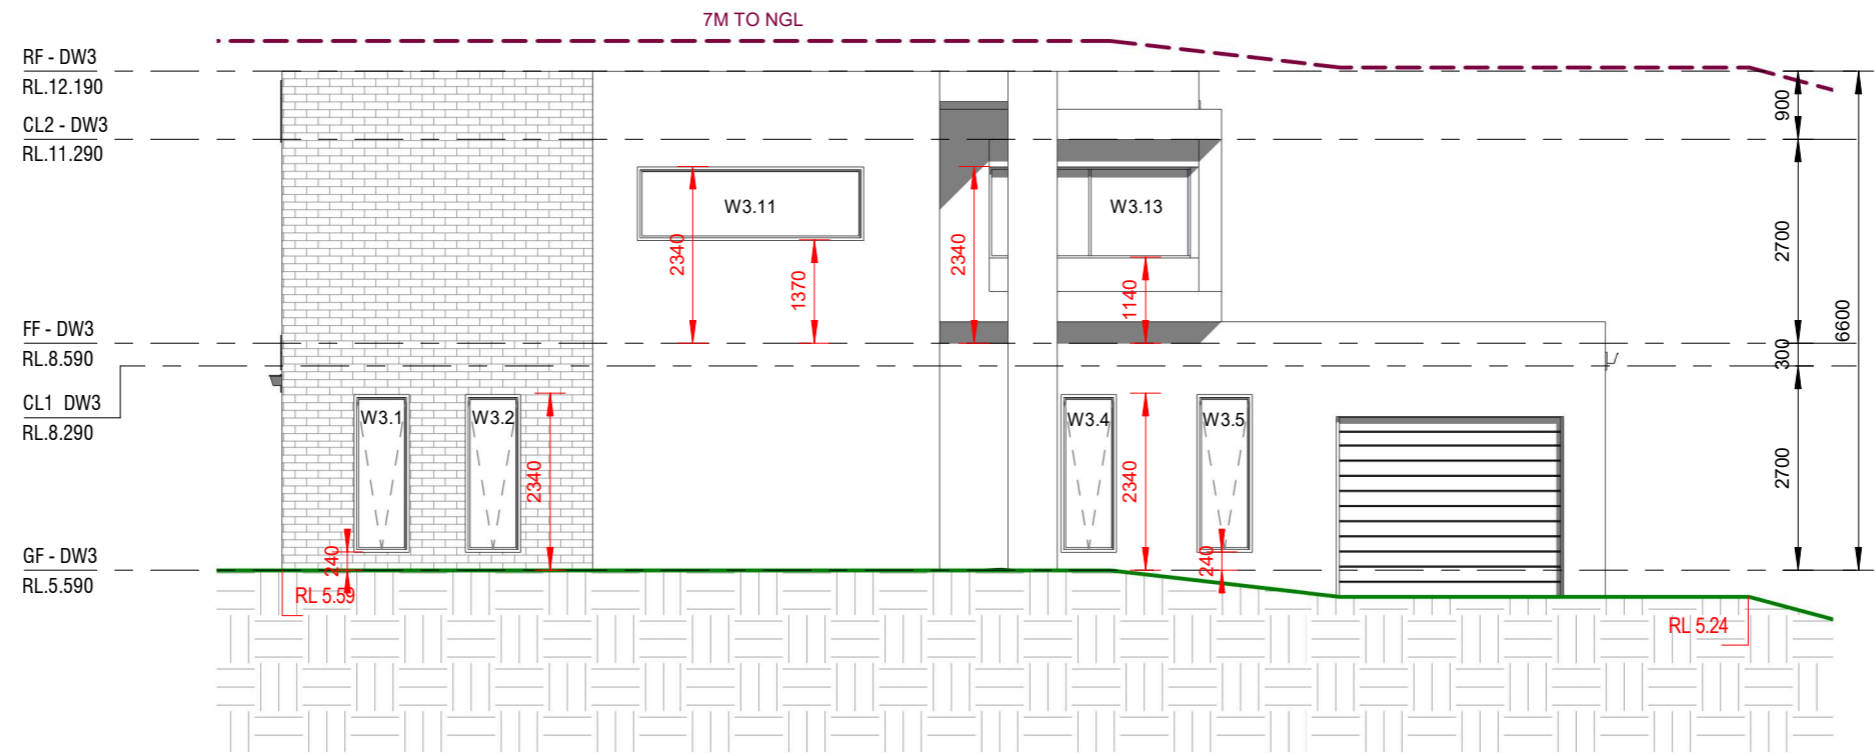 7M TO NGL
RF - DW3
RL.12.190
900
CL2 - DW3
RL.11.290
W3.11
W3.13
2340
2340
2700
1370
1140
6600
FF - DW3
RL.8.590
300
CL1 DW3
RL.8.290
W3.1
W3.2
W3.4
W3.5
2340
2340
2700
240
240
GF - DW3
RL.5.590
RL 5.59
RL 5.24